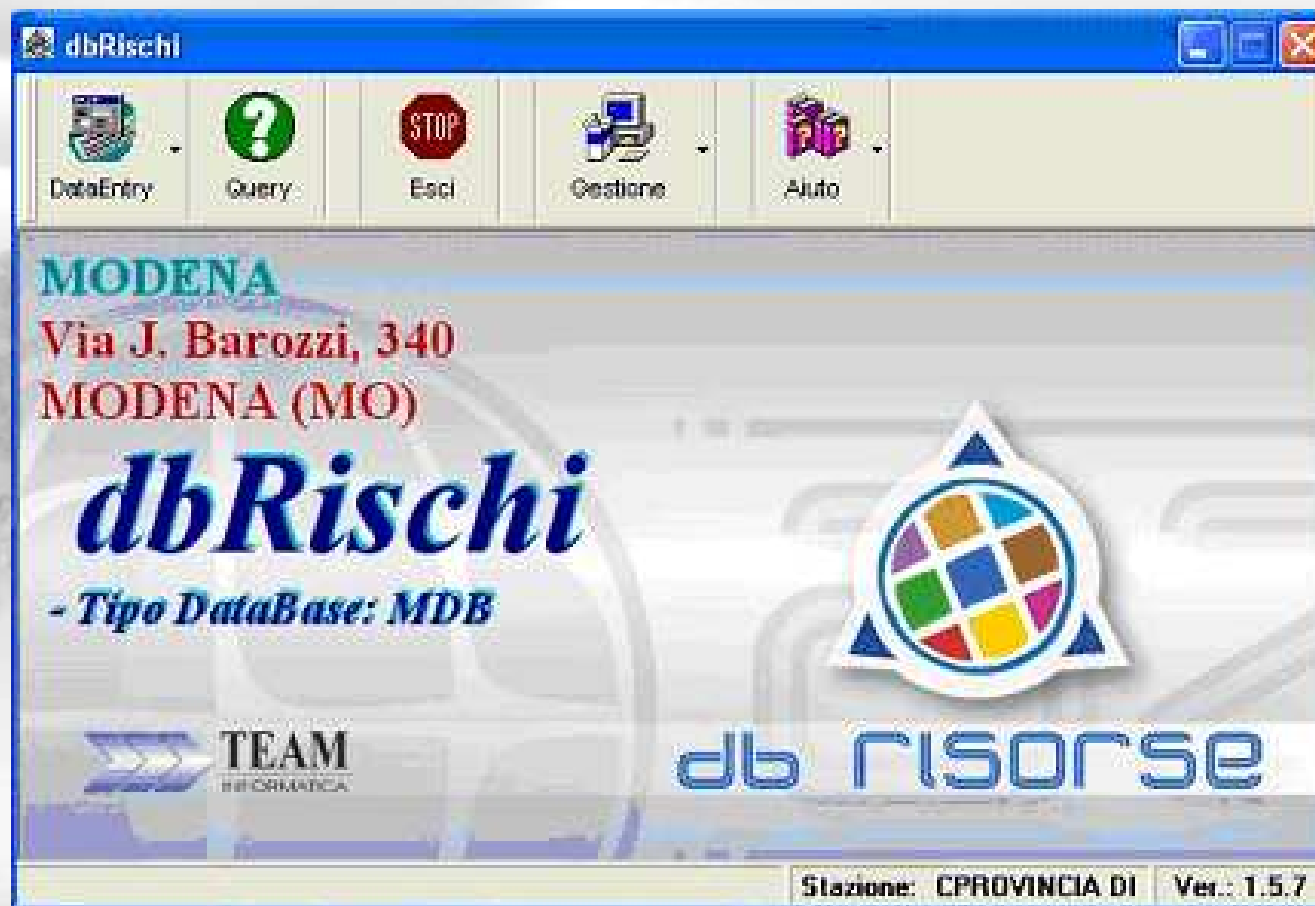 dbRischi
STOP
DataEntry Query Esci Gestione Aiuto
MODENA
Via J. Barozzi, 340
MODENA (MO)
dbRischi
- Tipo DataBase: MDB
TEAM
INFORMATICA
db risorse
Stazione: CPROVINCIA DI Ver.: 1.5.7